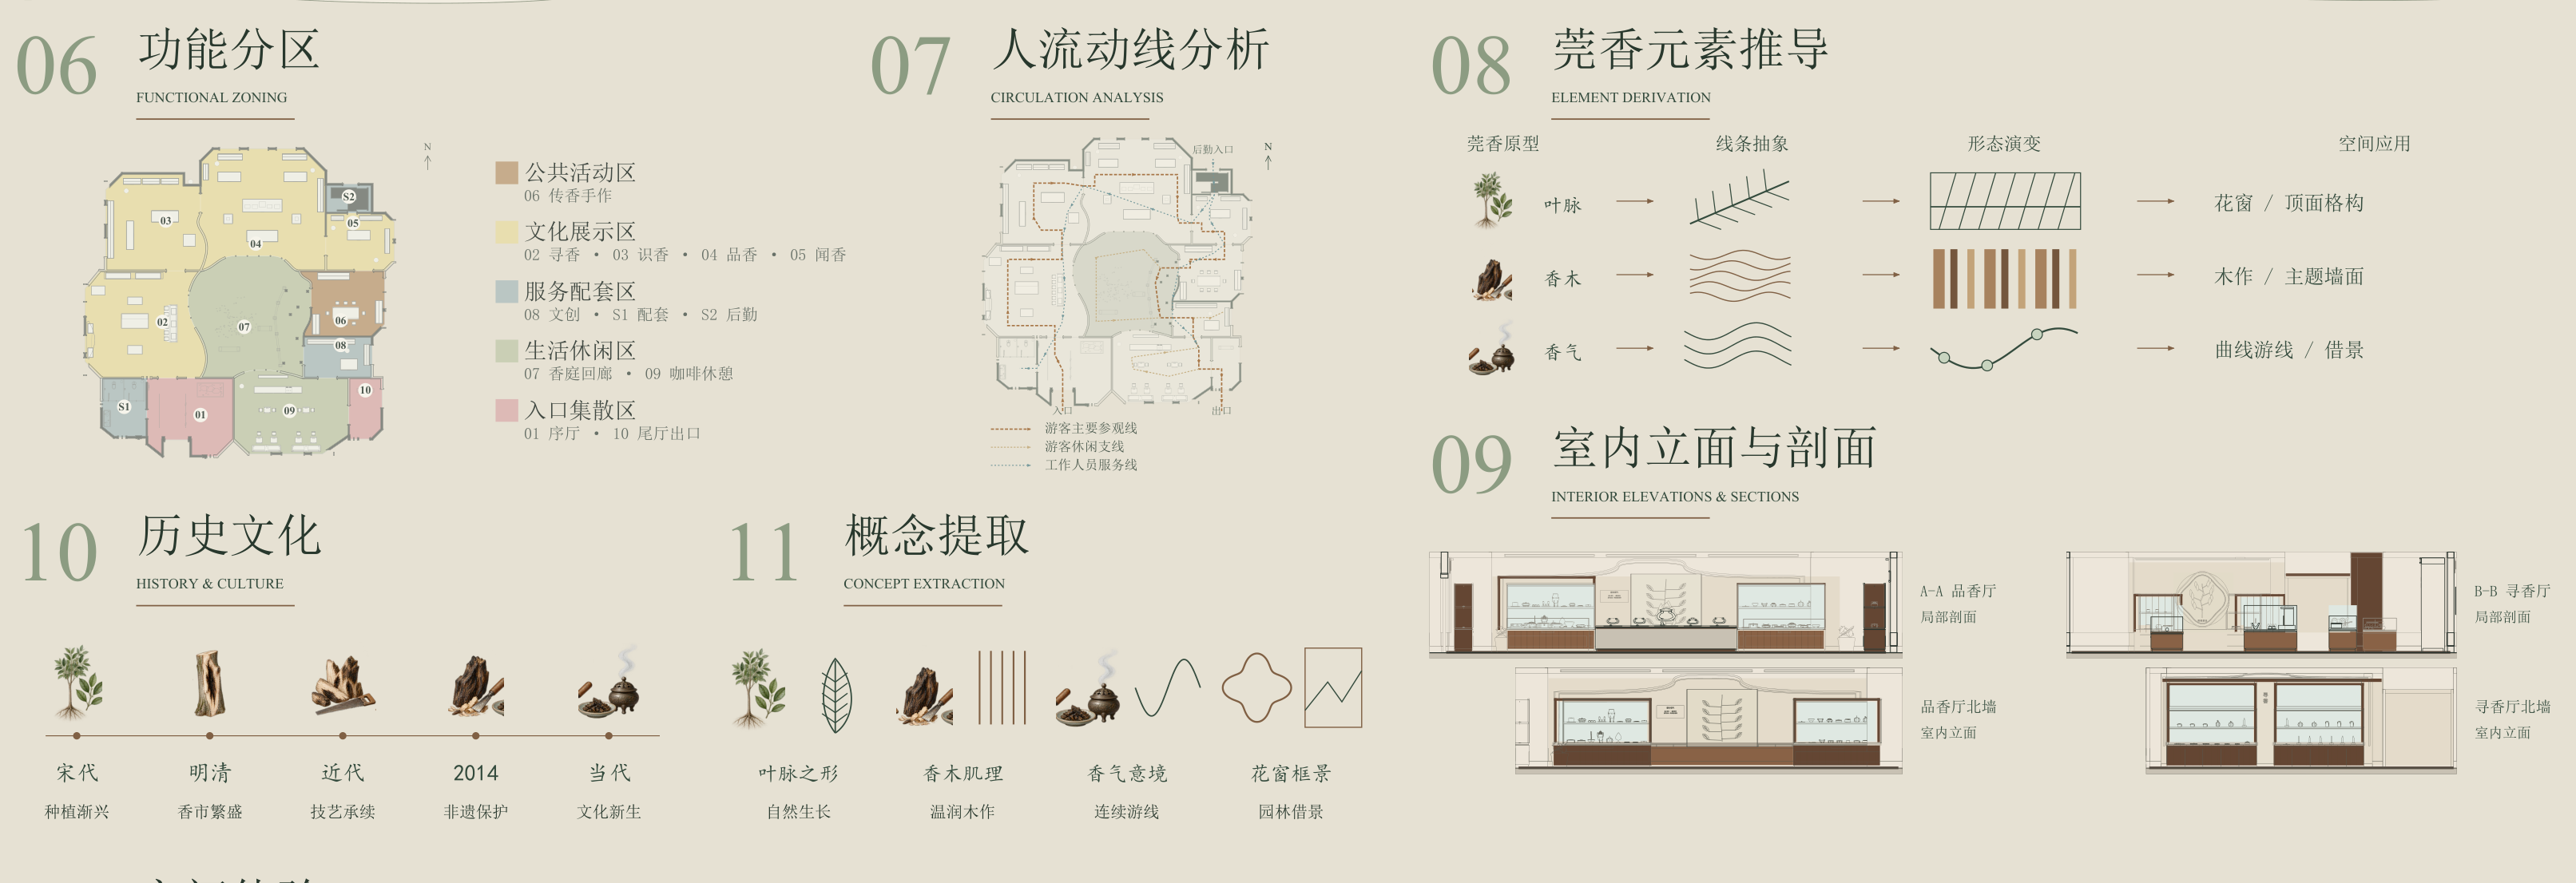 06
功能分区
FUNCTIONAL ZONING
N
03
04
S2
05
02
07
06
08
S1
01
09
10
公共活动区
06 传香手作
文化展示区
02 寻香 • 03 识香 • 04 品香 • 05 闻香
服务配套区
08 文创 • S1 配套 • S2 后勤
生活休闲区
07 香庭回廊 • 09 咖啡休憩
入口集散区
01 序厅 • 10 尾厅出口
07
人流动线分析
CIRCULATION ANALYSIS
后勤入口
N
入口
出口
游客主要参观线
游客休闲支线
工作人员服务线
08
莞香元素推导
ELEMENT DERIVATION
莞香原型
线条抽象
形态演变
空间应用
叶脉
花窗 / 顶面格构
香木
木作 / 主题墙面
香气
曲线游线 / 借景
09
室内立面与剖面
INTERIOR ELEVATIONS & SECTIONS
A-A 品香厅
局部剖面
B-B 寻香厅
局部剖面
品香厅北墙
室内立面
寻香厅北墙
室内立面
10
历史文化
HISTORY & CULTURE
宋代
种植渐兴
明清
香市繁盛
近代
技艺承续
2014
非遗保护
当代
文化新生
11
概念提取
CONCEPT EXTRACTION
叶脉之形
自然生长
香木肌理
温润木作
香气意境
连续游线
花窗框景
园林借景